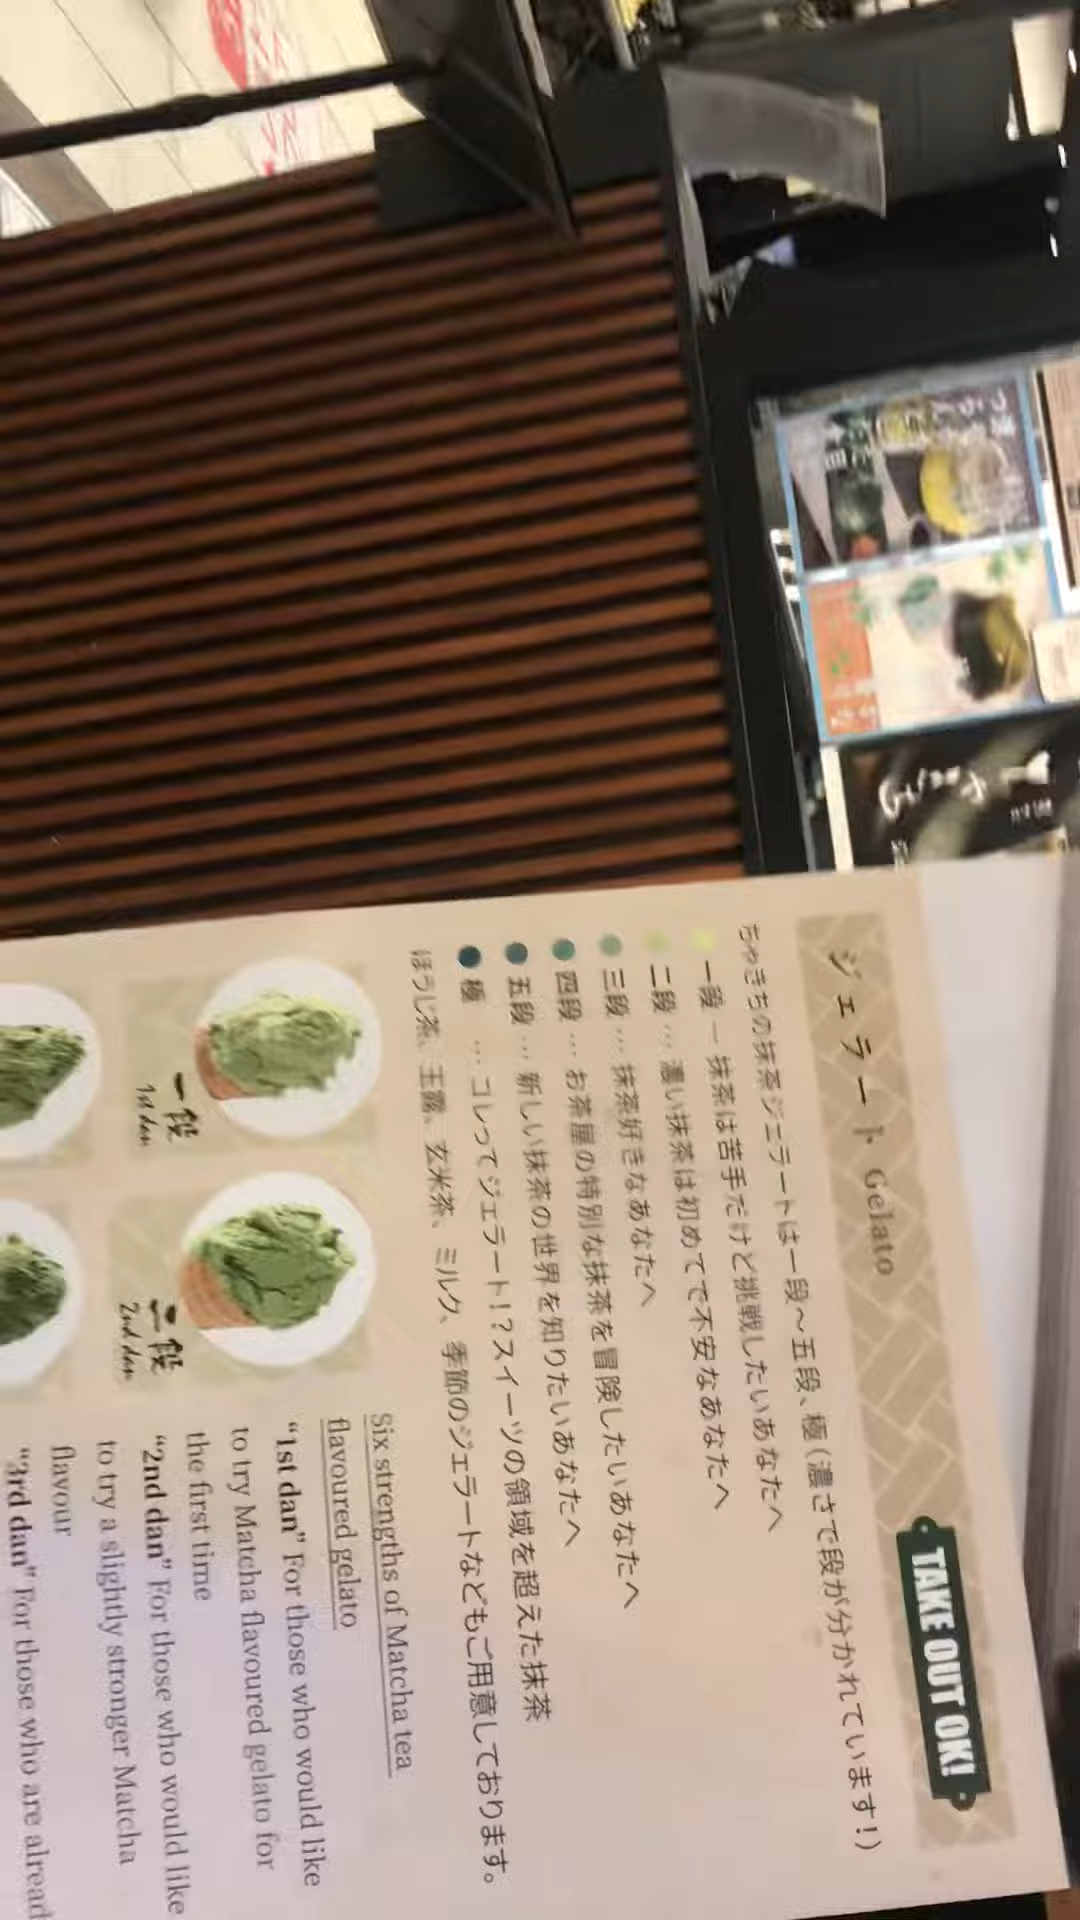 ジェラート Gelato
TAKE OUT OK!
ちゃきちの抹茶ジェラートは一段～五段、極(濃さで段が分かれています!)
一段 … 抹茶は苦手だけど挑戦したいあなたへ
二段 … 濃い抹茶は初めてで不安なあなたへ
三段 … 抹茶好きなあなたへ
四段 … お茶屋の特別な抹茶を冒険したいあなたへ
五段 … 新しい抹茶の世界を知りたいあなたへ
極 … コレってジェラート!?スイーツの領域を超えた抹茶
ほうじ茶、玉露、玄米茶、ミルク、季節のジェラートなどもご用意しております。
一段
1st dan
二段
2nd dan
Six strengths of Matcha tea
flavoured gelato
“1st dan” For those who would like
to try Matcha flavoured gelato for
the first time
“2nd dan” For those who would like
to try a slightly stronger Matcha
flavour
“3rd dan” For those who are alread